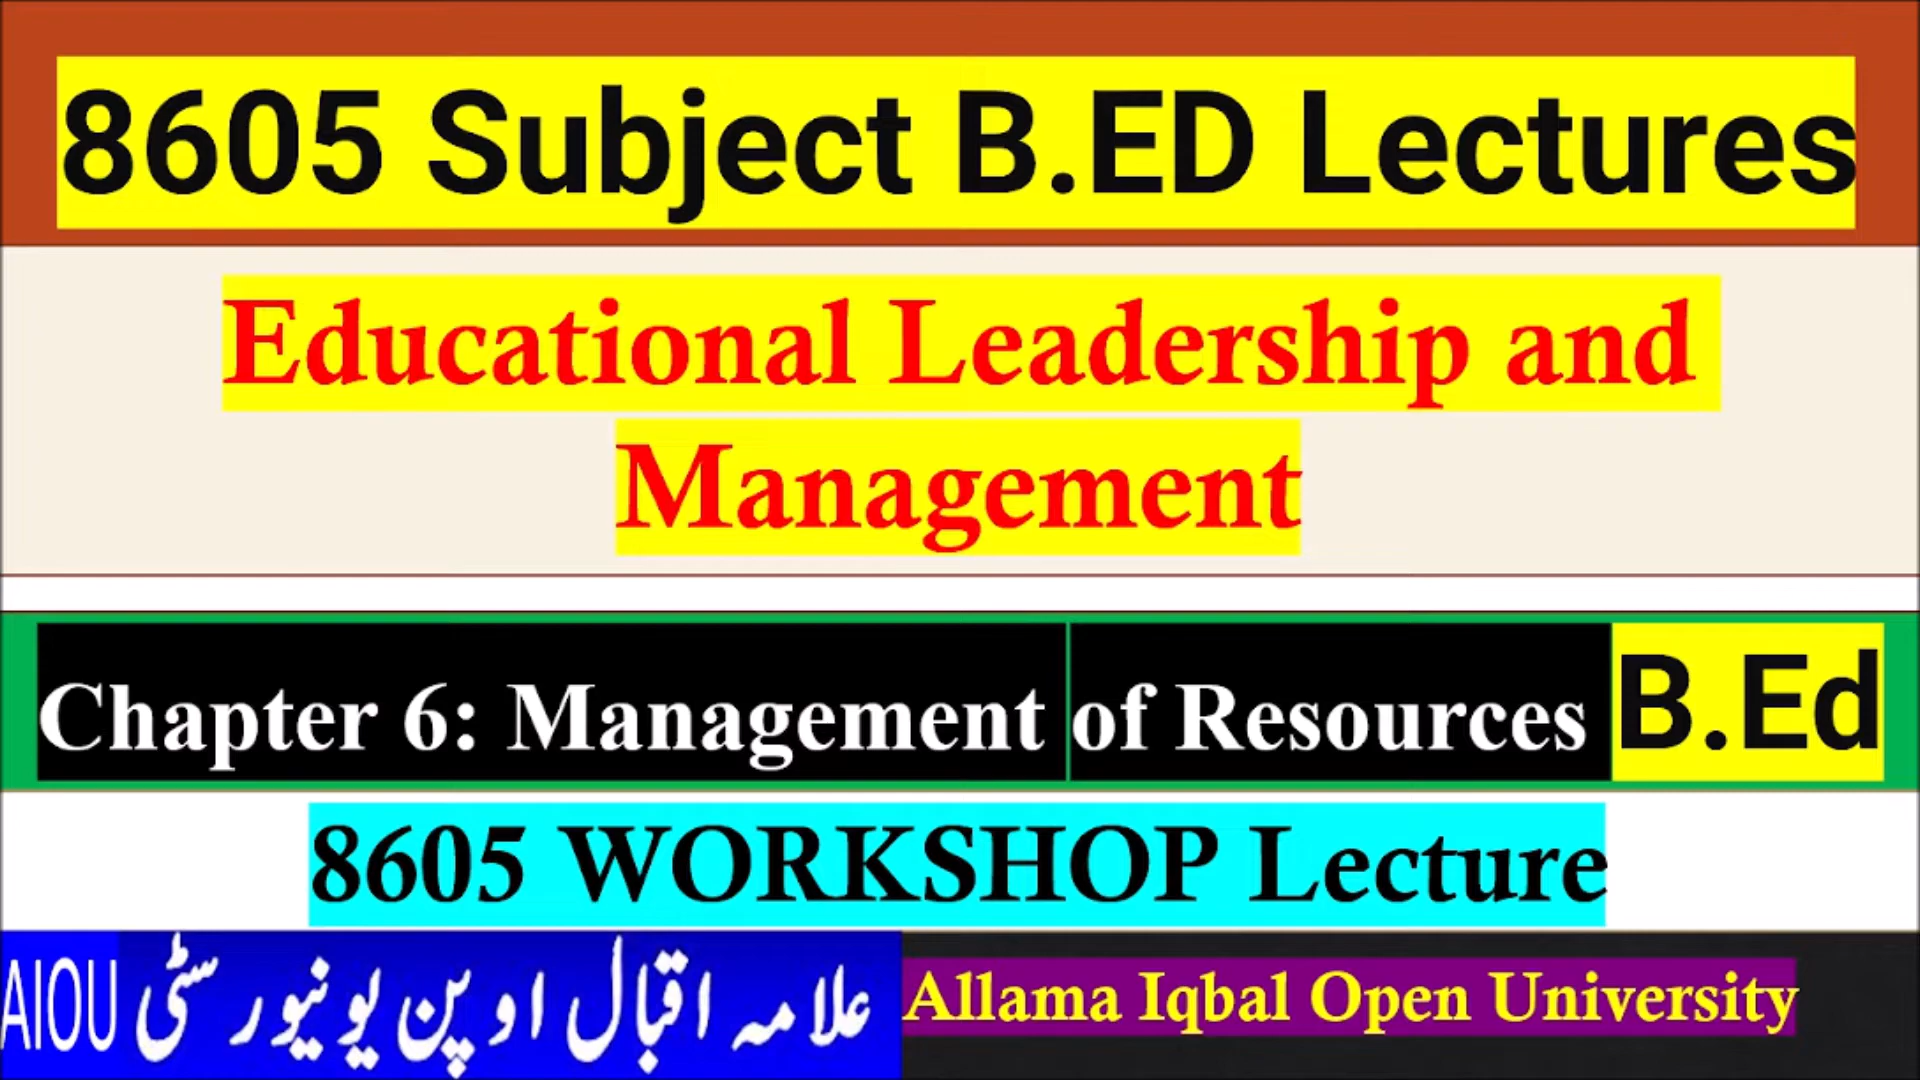 8605 Subject B.ED Lectures
Educational Leadership and
Management
Chapter 6: Management of Resources B.Ed
8605 WORKSHOP Lecture
AIOU علامہ اقبال اوپن یونیورسٹی Allama Iqbal Open University